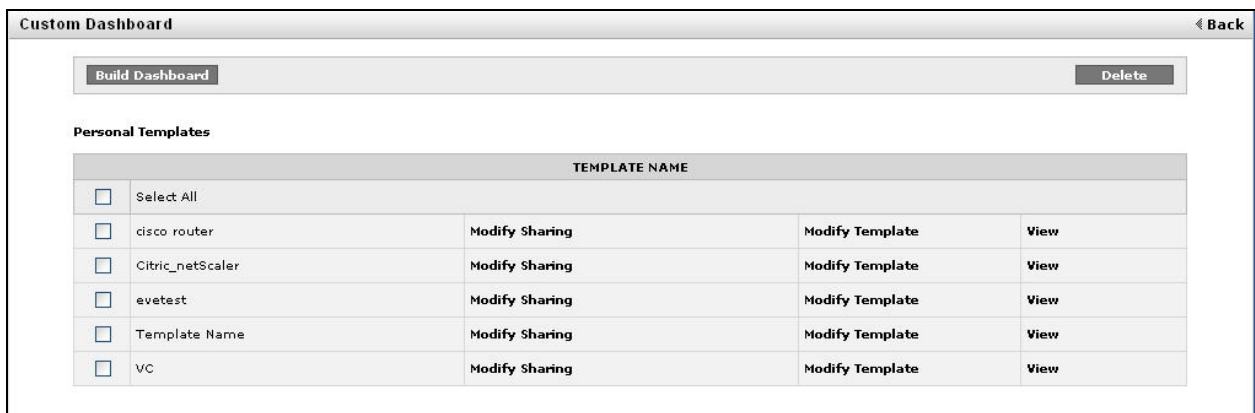 Custom Dashboard
Back
Build Dashboard
Delete
Personal Templates
TEMPLATE NAME
Select All
cisco router Modify Sharing Modify Template View
Citric_netScaler Modify Sharing Modify Template View
evetest Modify Sharing Modify Template View
Template Name Modify Sharing Modify Template View
VC Modify Sharing Modify Template View